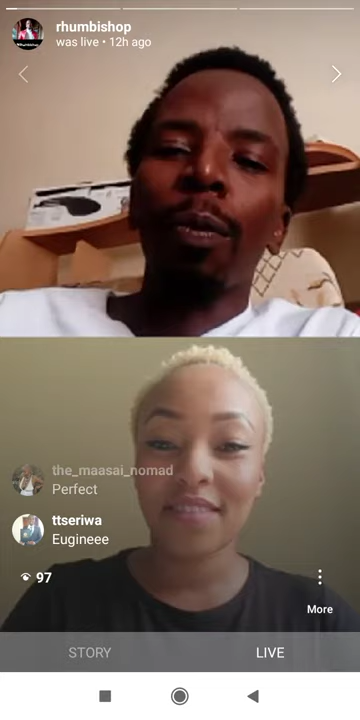 rhumbishop
was live • 12h ago
the_maasai_nomad
Perfect
ttseriwa
Eugineee
97
More
STORY
LIVE